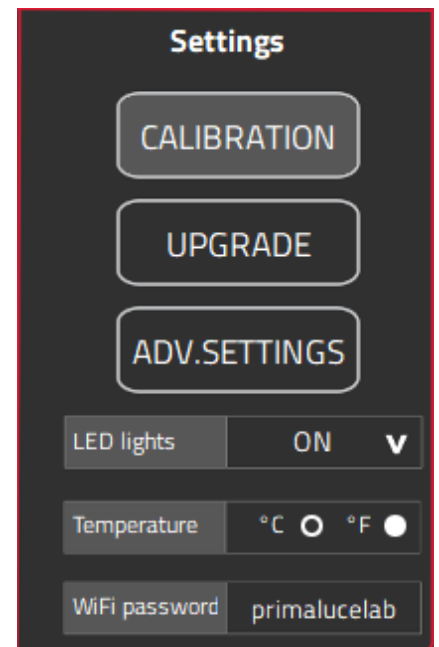 Settings
CALIBRATION
UPGRADE
ADV.SETTINGS
LED lights ON v
Temperature °C °F
WiFi password primalucelab